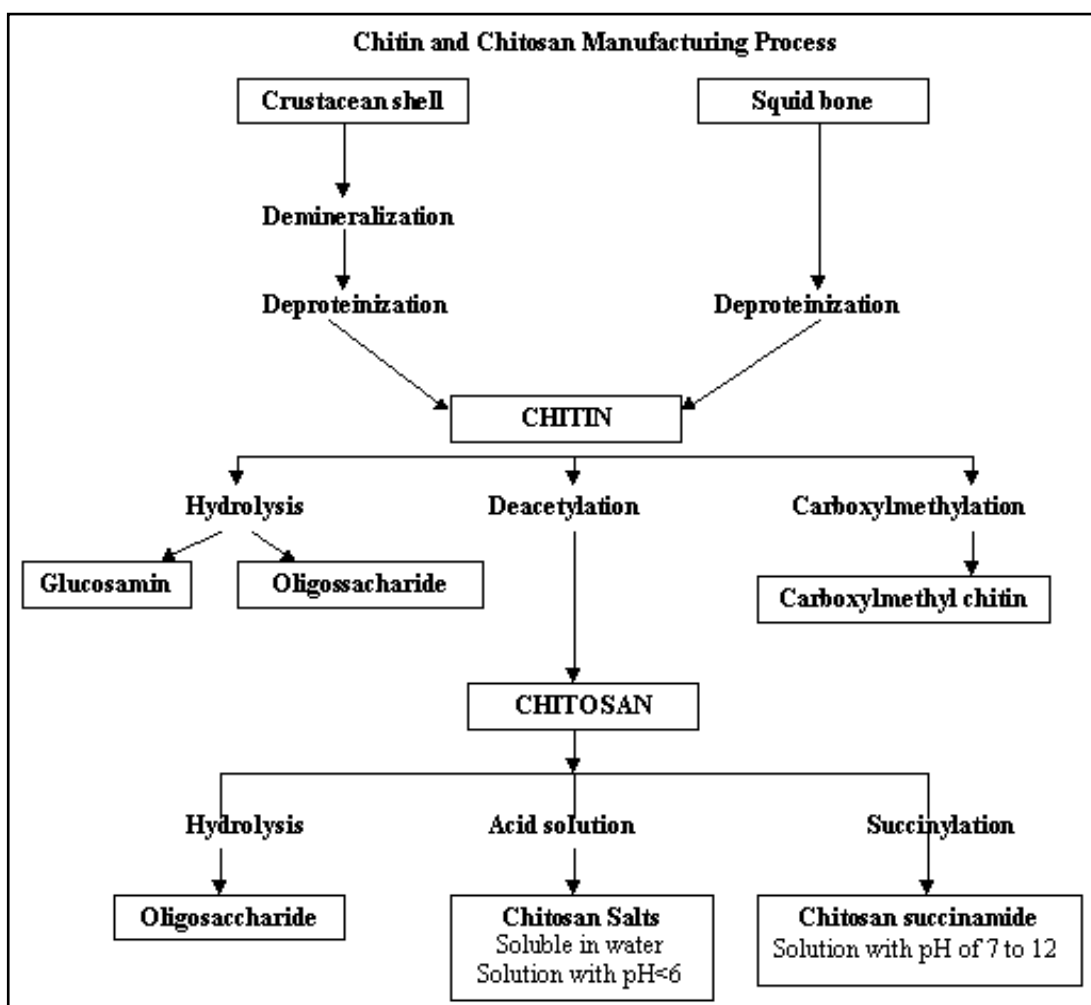 Chitin and Chitosan Manufacturing Process
Crustacean shell
Squid bone
Demineralization
Deproteinization
Deproteinization
CHITIN
Hydrolysis
Deacetylation
Carboxylmethylation
Glucosamin
Oligossacharide
Carboxylmethyl chitin
CHITOSAN
Hydrolysis
Acid solution
Succinylation
Oligosaccharide
Chitosan Salts
Soluble in water
Solution with pH<6
Chitosan succinamide
Solution with pH of 7 to 12